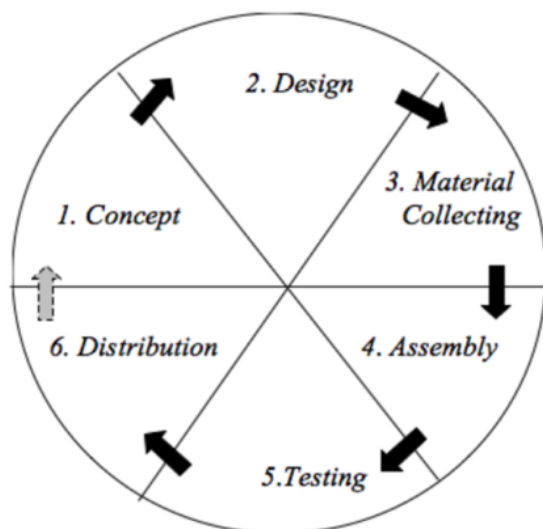 1. Concept
2. Design
3. Material
Collecting
4. Assembly
5.Testing
6. Distribution